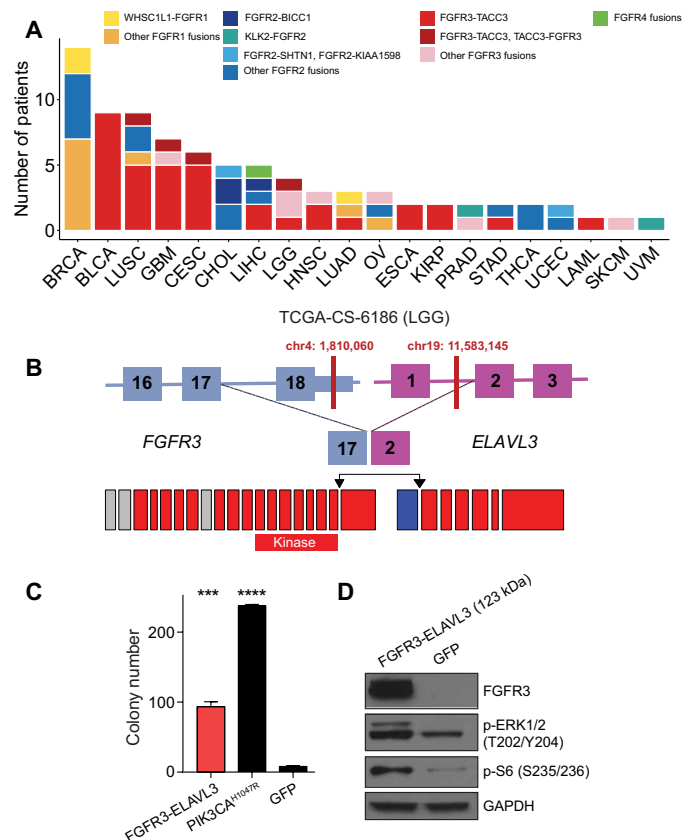 A
WHSC1L1-FGFR1
Other FGFR1 fusions
FGFR2-BICC1
KLK2-FGFR2
FGFR2-SHTN1, FGFR2-KIAA1598
Other FGFR2 fusions
FGFR3-TACC3
FGFR3-TACC3, TACC3-FGFR3
Other FGFR3 fusions
FGFR4 fusions
Number of patients
10
5
0
BRCA
BLCA
LUSC
GBM
CESC
CHOL
LIHC
LGG
HNSC
LUAD
OV
ESCA
KIRP
PRAD
STAD
THCA
UCEC
LAML
SKCM
UVM
TCGA-CS-6186 (LGG)
B
chr4: 1,810,060
chr19: 11,583,145
16 17 18 1 2 3
FGFR3
17 2
ELAVL3
Kinase
C
Colony number
200
100
0
***
****
FGFR3-ELAVL3
PIK3CA^H1047R
GFP
D
FGFR3-ELAVL3 (123 kDa)
GFP
FGFR3
p-ERK1/2
(T202/Y204)
p-S6 (S235/236)
GAPDH